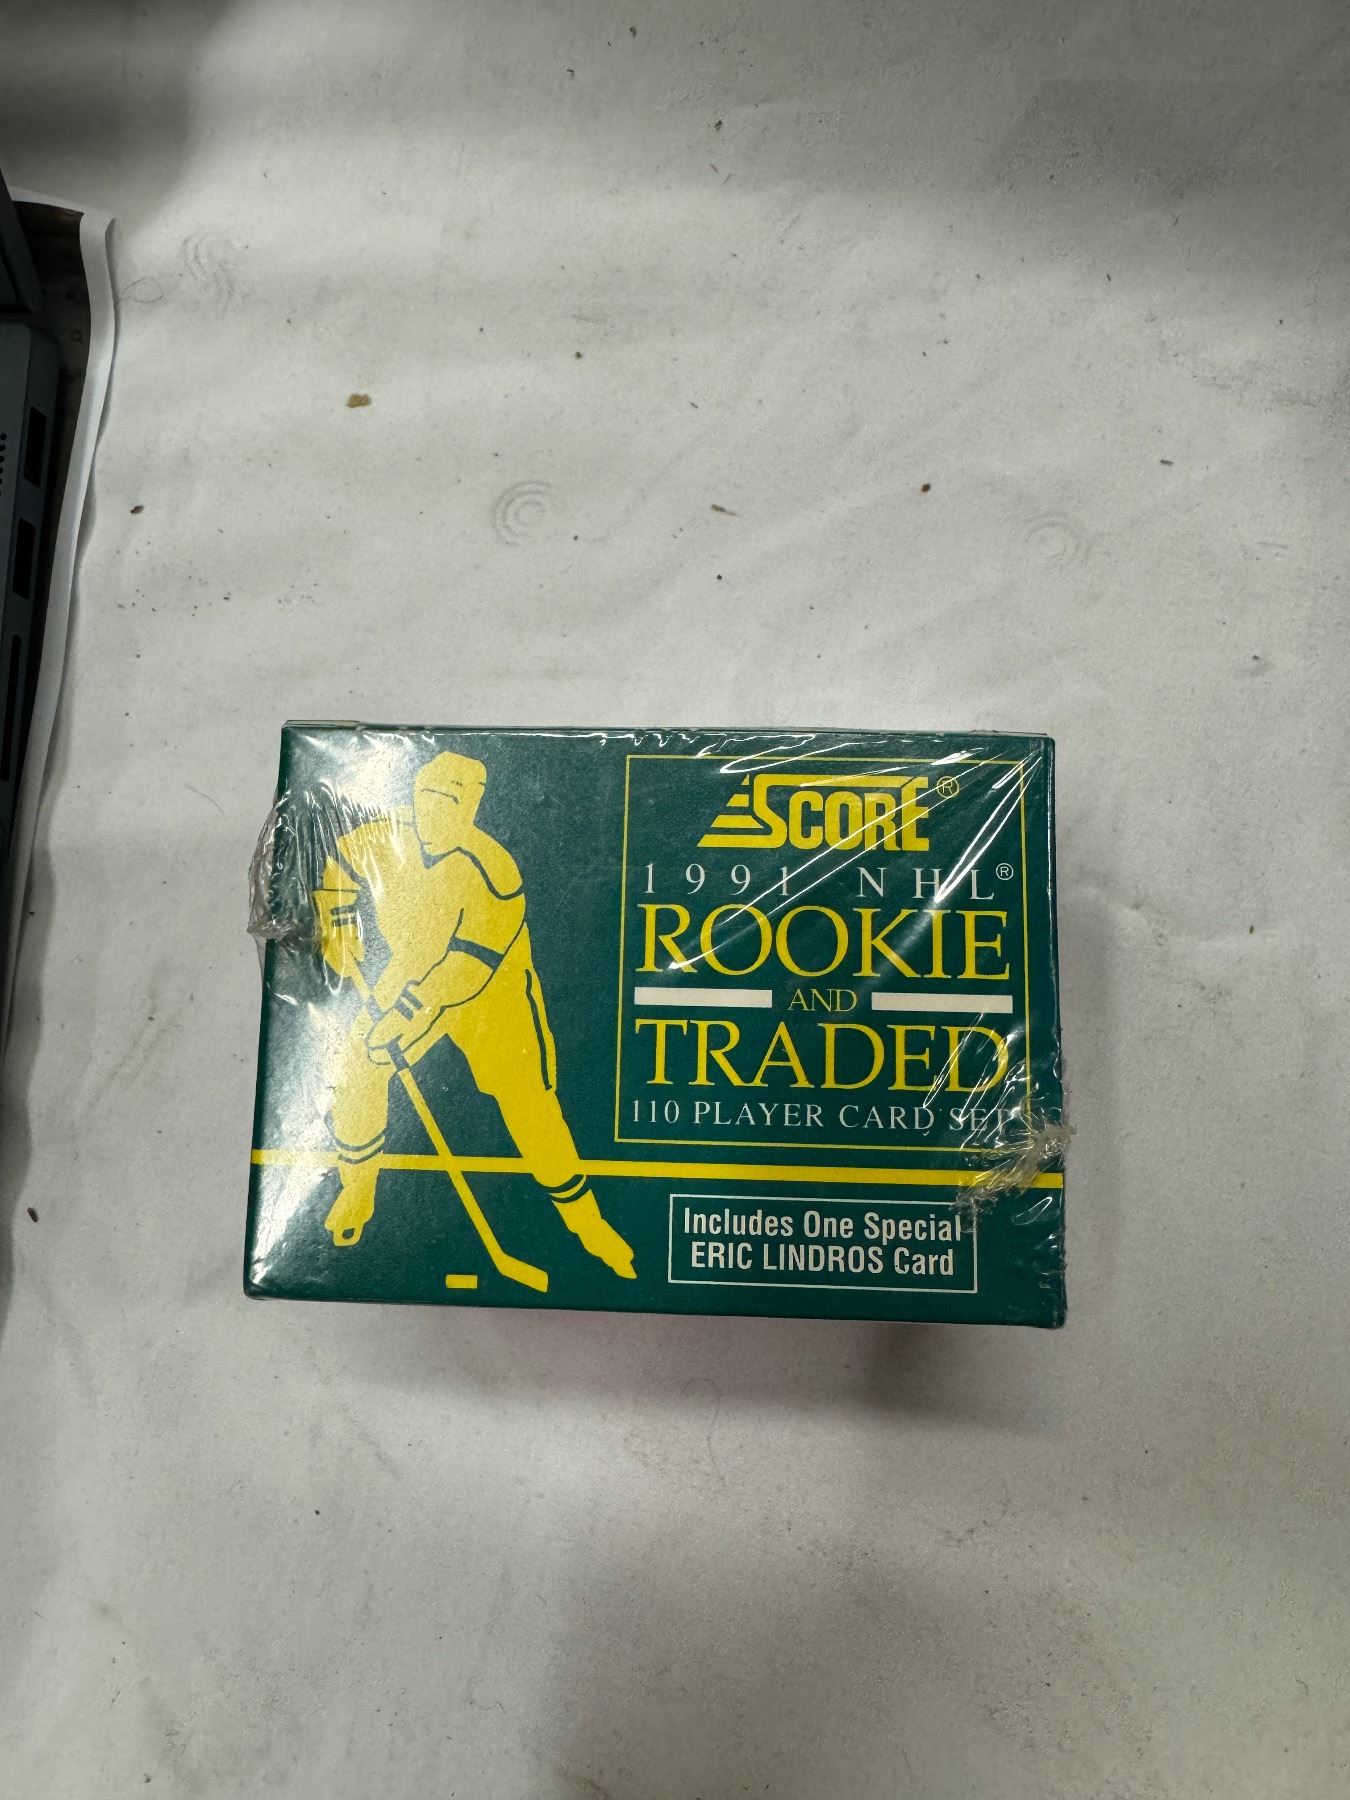 SCORE®
1991 NHL®
ROOKIE
AND
TRADED
110 PLAYER CARD SET
Includes One Special
ERIC LINDROS Card